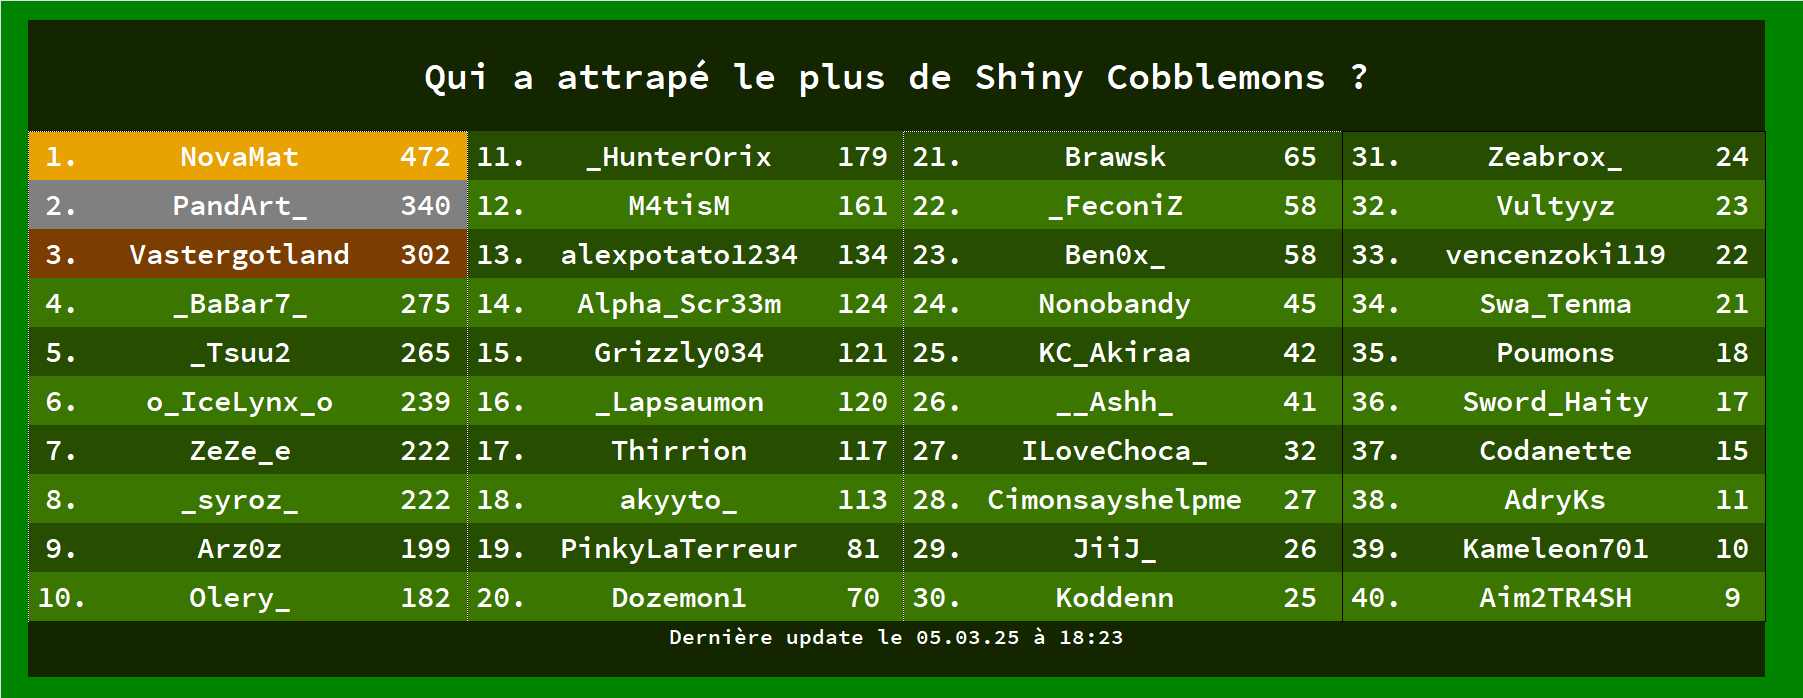 Qui a attrapé le plus de Shiny Cobblemons ?
1. NovaMat 472 11. _HunterOrix 179 21. Brawsk 65 31. Zeabrox_ 24
2. PandArt_ 340 12. M4tisM 161 22. _FeconiZ 58 32. Vultyyz 23
3. Vastergotland 302 13. alexpotato1234 134 23. Ben0x_ 58 33. vencenzoki119 22
4. _BaBar7_ 275 14. Alpha_Scr33m 124 24. Nonobandy 45 34. Swa_Tenma 21
5. _Tsuu2 265 15. Grizzly034 121 25. KC_Akiraa 42 35. Poumons 18
6. o_IceLynx_o 239 16. _Lapsaumon 120 26. __Ashh_ 41 36. Sword_Haity 17
7. ZeZe_e 222 17. Thirrion 117 27. ILoveChoca_ 32 37. Codanette 15
8. _syroz_ 222 18. akyyto_ 113 28. Cimonsayshelpme 27 38. AdryKs 11
9. Arz0z 199 19. PinkyLaTerreur 81 29. JiiJ_ 26 39. Kameleon701 10
10. Olery_ 182 20. Dozemon1 70 30. Koddenn 25 40. Aim2TR4SH 9
Dernière update le 05.03.25 à 18:23